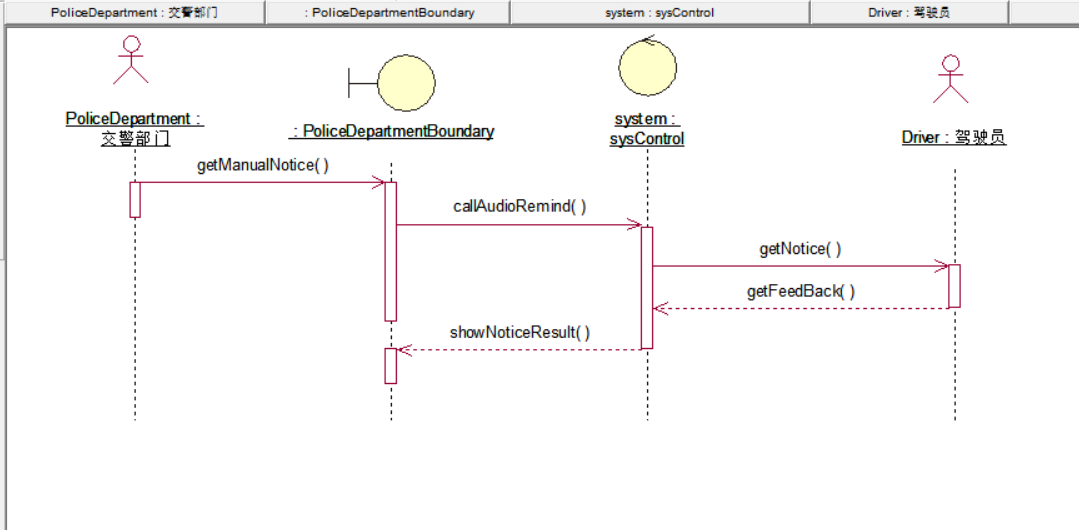 PoliceDepartment : 交警部门
: PoliceDepartmentBoundary
system : sysControl
Driver : 驾驶员
PoliceDepartment :
交警部门
: PoliceDepartmentBoundary
system :
sysControl
Driver : 驾驶员
getManualNotice( )
callAudioRemind( )
getNotice( )
getFeedBack( )
showNoticeResult( )